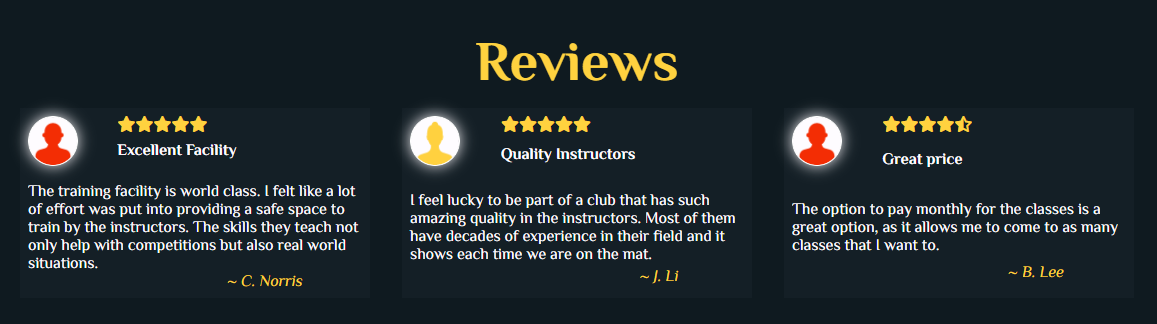 Reviews
Excellent Facility
The training facility is world class. I felt like a lot
of effort was put into providing a safe space to
train by the instructors. The skills they teach not
only help with competitions but also real world
situations.
~ C. Norris
Quality Instructors
I feel lucky to be part of a club that has such
amazing quality in the instructors. Most of them
have decades of experience in their field and it
shows each time we are on the mat.
~ J. Li
Great price
The option to pay monthly for the classes is a
great option, as it allows me to come to as many
classes that I want to.
~ B. Lee